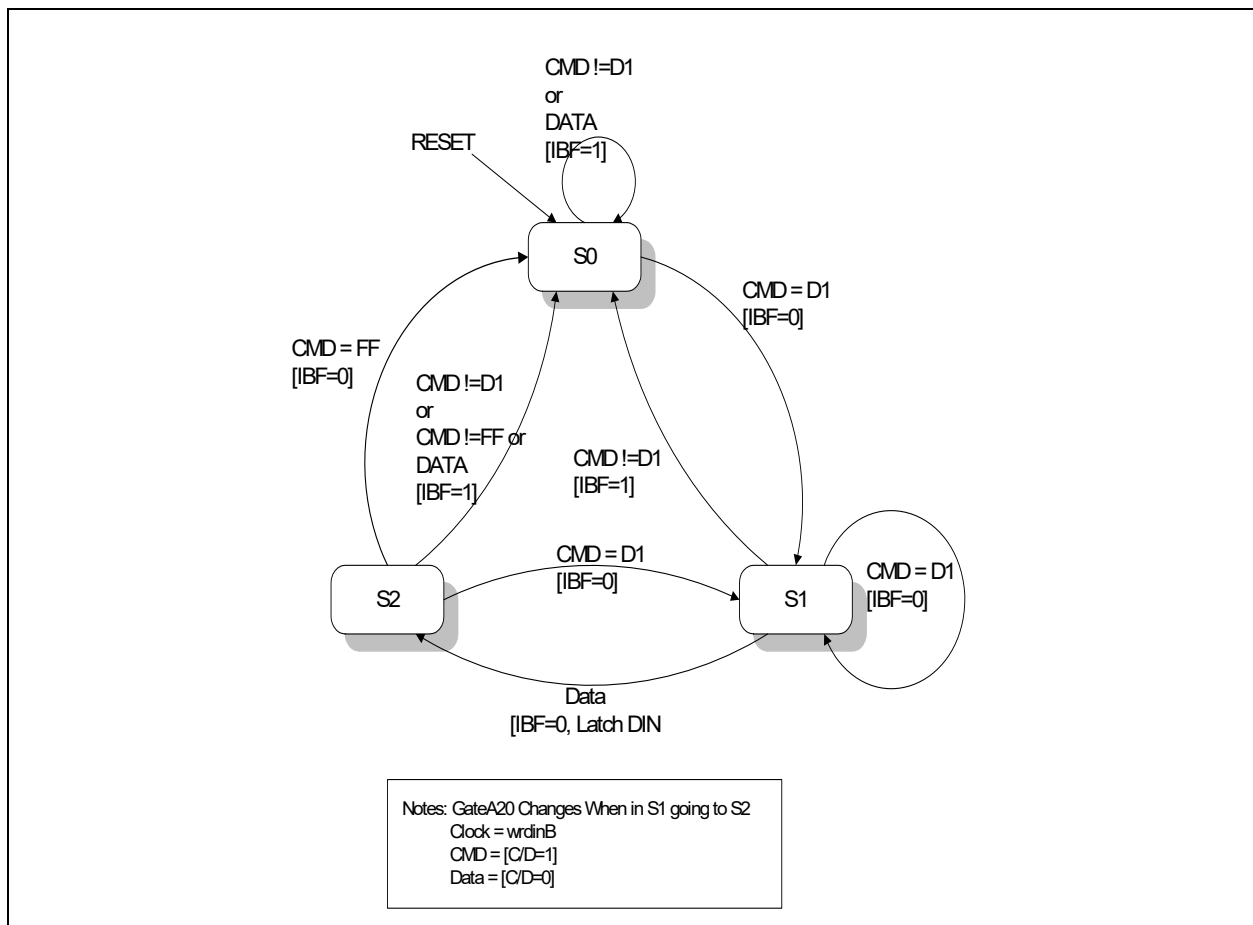 CMD !=D1
or
DATA
[IBF=1]
RESET
S0
CMD = D1
[IBF=0]
CMD = FF
[IBF=0]
CMD !=D1
or
CMD !=FF or
DATA
[IBF=1]
CMD !=D1
[IBF=1]
CMD = D1
[IBF=0]
CMD = D1
[IBF=0]
S2
S1
Data
[IBF=0, Latch DIN
Notes: GateA20 Changes When in S1 going to S2
Clock = wrdinB
CMD = [C/D=1]
Data = [C/D=0]